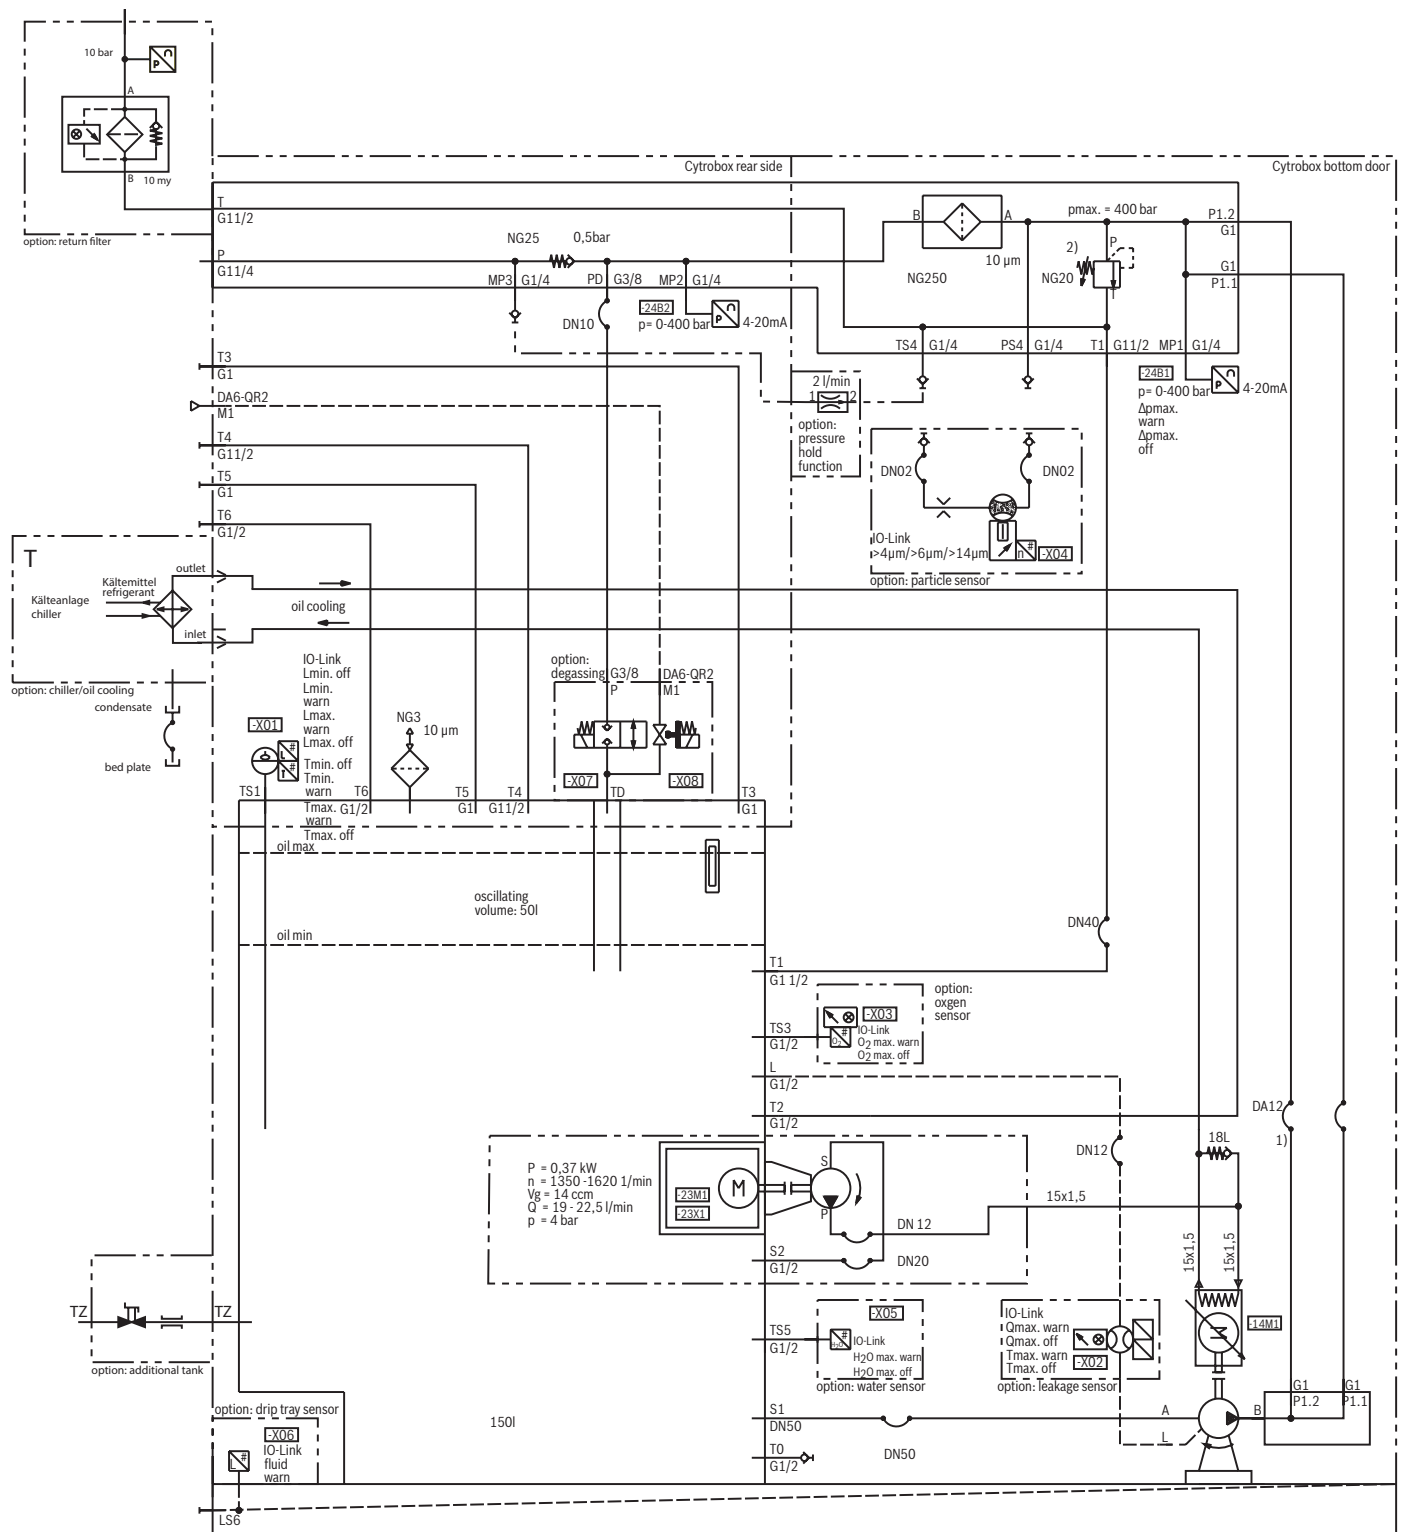 10 bar
P
A
B
10 my
option: return filter
Cytrobox rear side
Cytrobox bottom door
T
G11/2
P
G11/4
NG25
0,5bar
MP3
G1/4
PD
G3/8
MP2
G1/4
DN10
-24B2
p= 0-400 bar
P
4-20mA
B
A
NG250
10 µm
pmax. = 400 bar
2)
P
NG20
T
P1.2
G1
G1
P1.1
TS4
G1/4
PS4
G1/4
T1
G11/2
MP1
G1/4
-24B1
p= 0-400 bar
Δpmax.
warn
Δpmax.
off
P
4-20mA
T3
G1
DA6-QR2
M1
T4
G11/2
T5
G1
T6
G1/2
2 l/min
1
2
option:
pressure
hold
function
DN02
DN02
IO-Link
>4µm/>6µm/>14µm
n
#
-X04
option: particle sensor
T
outlet
Kältemittel
refrigerant
Kälteanlage
chiller
inlet
option: chiller/oil cooling
oil cooling
condensate
bed plate
IO-Link
Lmin. off
Lmin.
warn
Lmax.
warn
Lmax. off
Tmin. off
Tmin.
warn
Tmax.
warn
Tmax. off
-X01
L
#
T
#
NG3
10 µm
option:
degassing
G3/8
P
DA6-QR2
M1
-X07
-X08
TS1
T6
G1/2
T5
G1
T4
G11/2
TD
T3
G1
oil max
oscillating
volume: 50l
oil min
DN40
T1
G1 1/2
option:
oxgen
sensor
-X03
TS3
G1/2
O2
#
IO-Link
O2 max. warn
O2 max. off
L
G1/2
T2
G1/2
DA12
1)
DN12
18L
P = 0,37 kW
n = 1350 -1620 1/min
Vg = 14 ccm
Q = 19 - 22,5 l/min
p = 4 bar
-23M1
-23X1
M
S
P
DN 12
15x1,5
S2
G1/2
DN20
15x1,5
15x1,5
TZ
TZ
option: additional tank
TS5
G1/2
-X05
H2O
#
IO-Link
H2O max. warn
H2O max. off
option: water sensor
IO-Link
Qmax. warn
Qmax. off
Tmax. warn
Tmax. off
-X02
option: leakage sensor
M
-14M1
G1
P1.2
G1
P1.1
option: drip tray sensor
-X06
IO-Link
fluid
warn
L
#
150l
S1
DN50
DN50
A
B
L
T0
G1/2
LS6